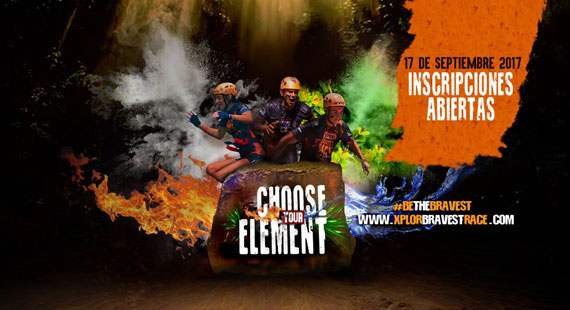 17 DE SEPTIEMBRE 2017
INSCRIPCIONES
ABIERTAS
CHOOSE
YOUR
ELEMENT
#BETHEBRAVEST
WWW.XPLORBRAVESTRACE.COM